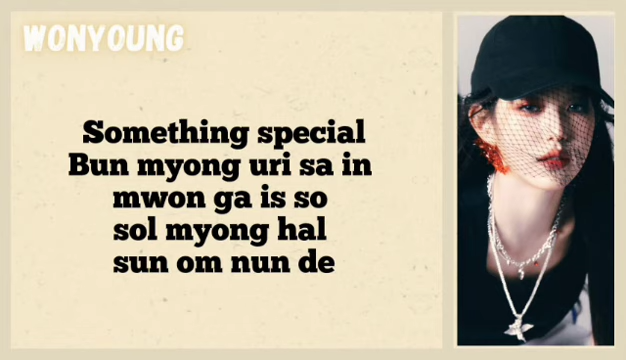 WONYOUNG
Something special
Bun myong uri sa in
mwon ga is so
sol myong hal
sun om nun de